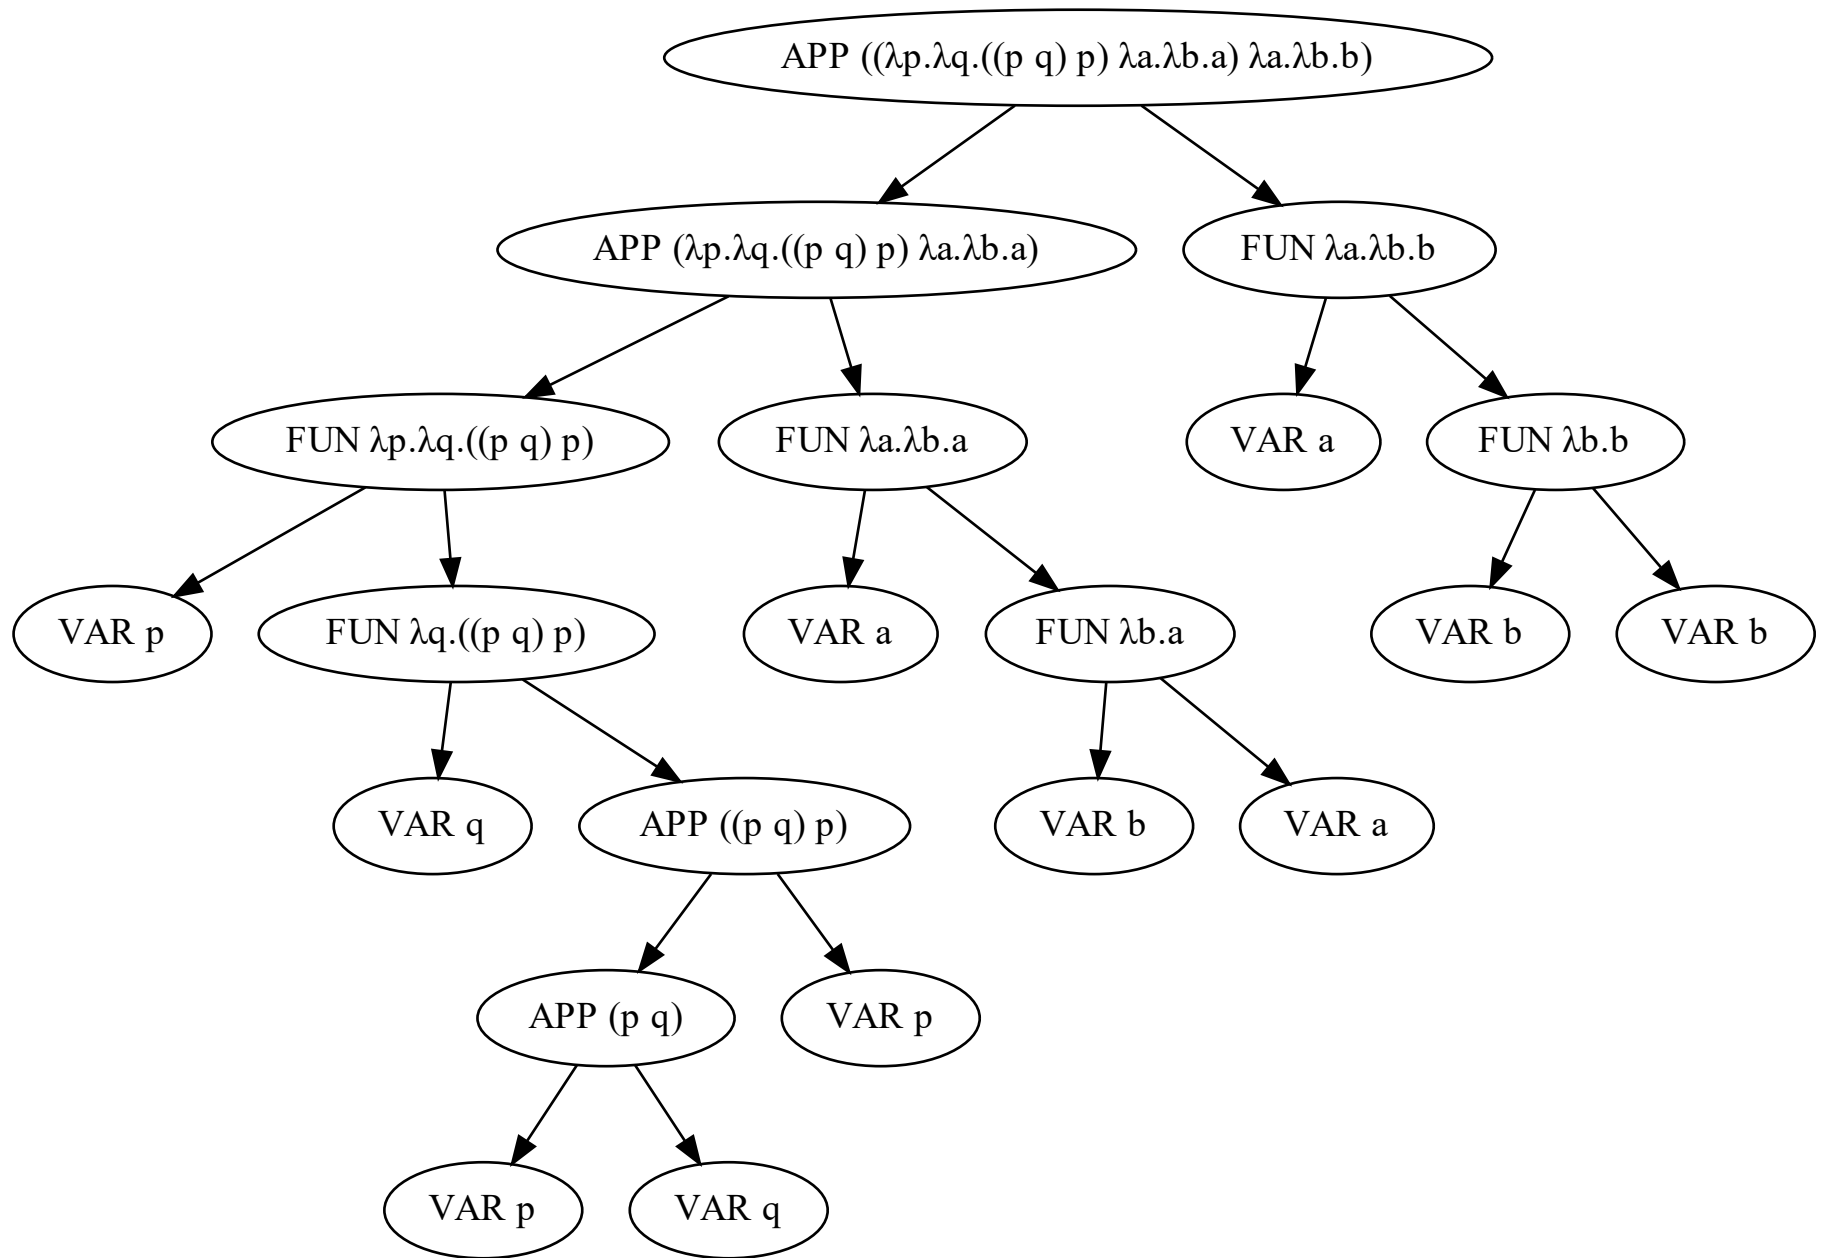 APP ((λp.λq.((p q) p) λa.λb.a) λa.λb.b)
APP (λp.λq.((p q) p) λa.λb.a)
FUN λa.λb.b
FUN λp.λq.((p q) p)
FUN λa.λb.a
VAR a
FUN λb.b
VAR p
FUN λq.((p q) p)
VAR a
FUN λb.a
VAR b
VAR b
VAR q
APP ((p q) p)
VAR b
VAR a
APP (p q)
VAR p
VAR p
VAR q